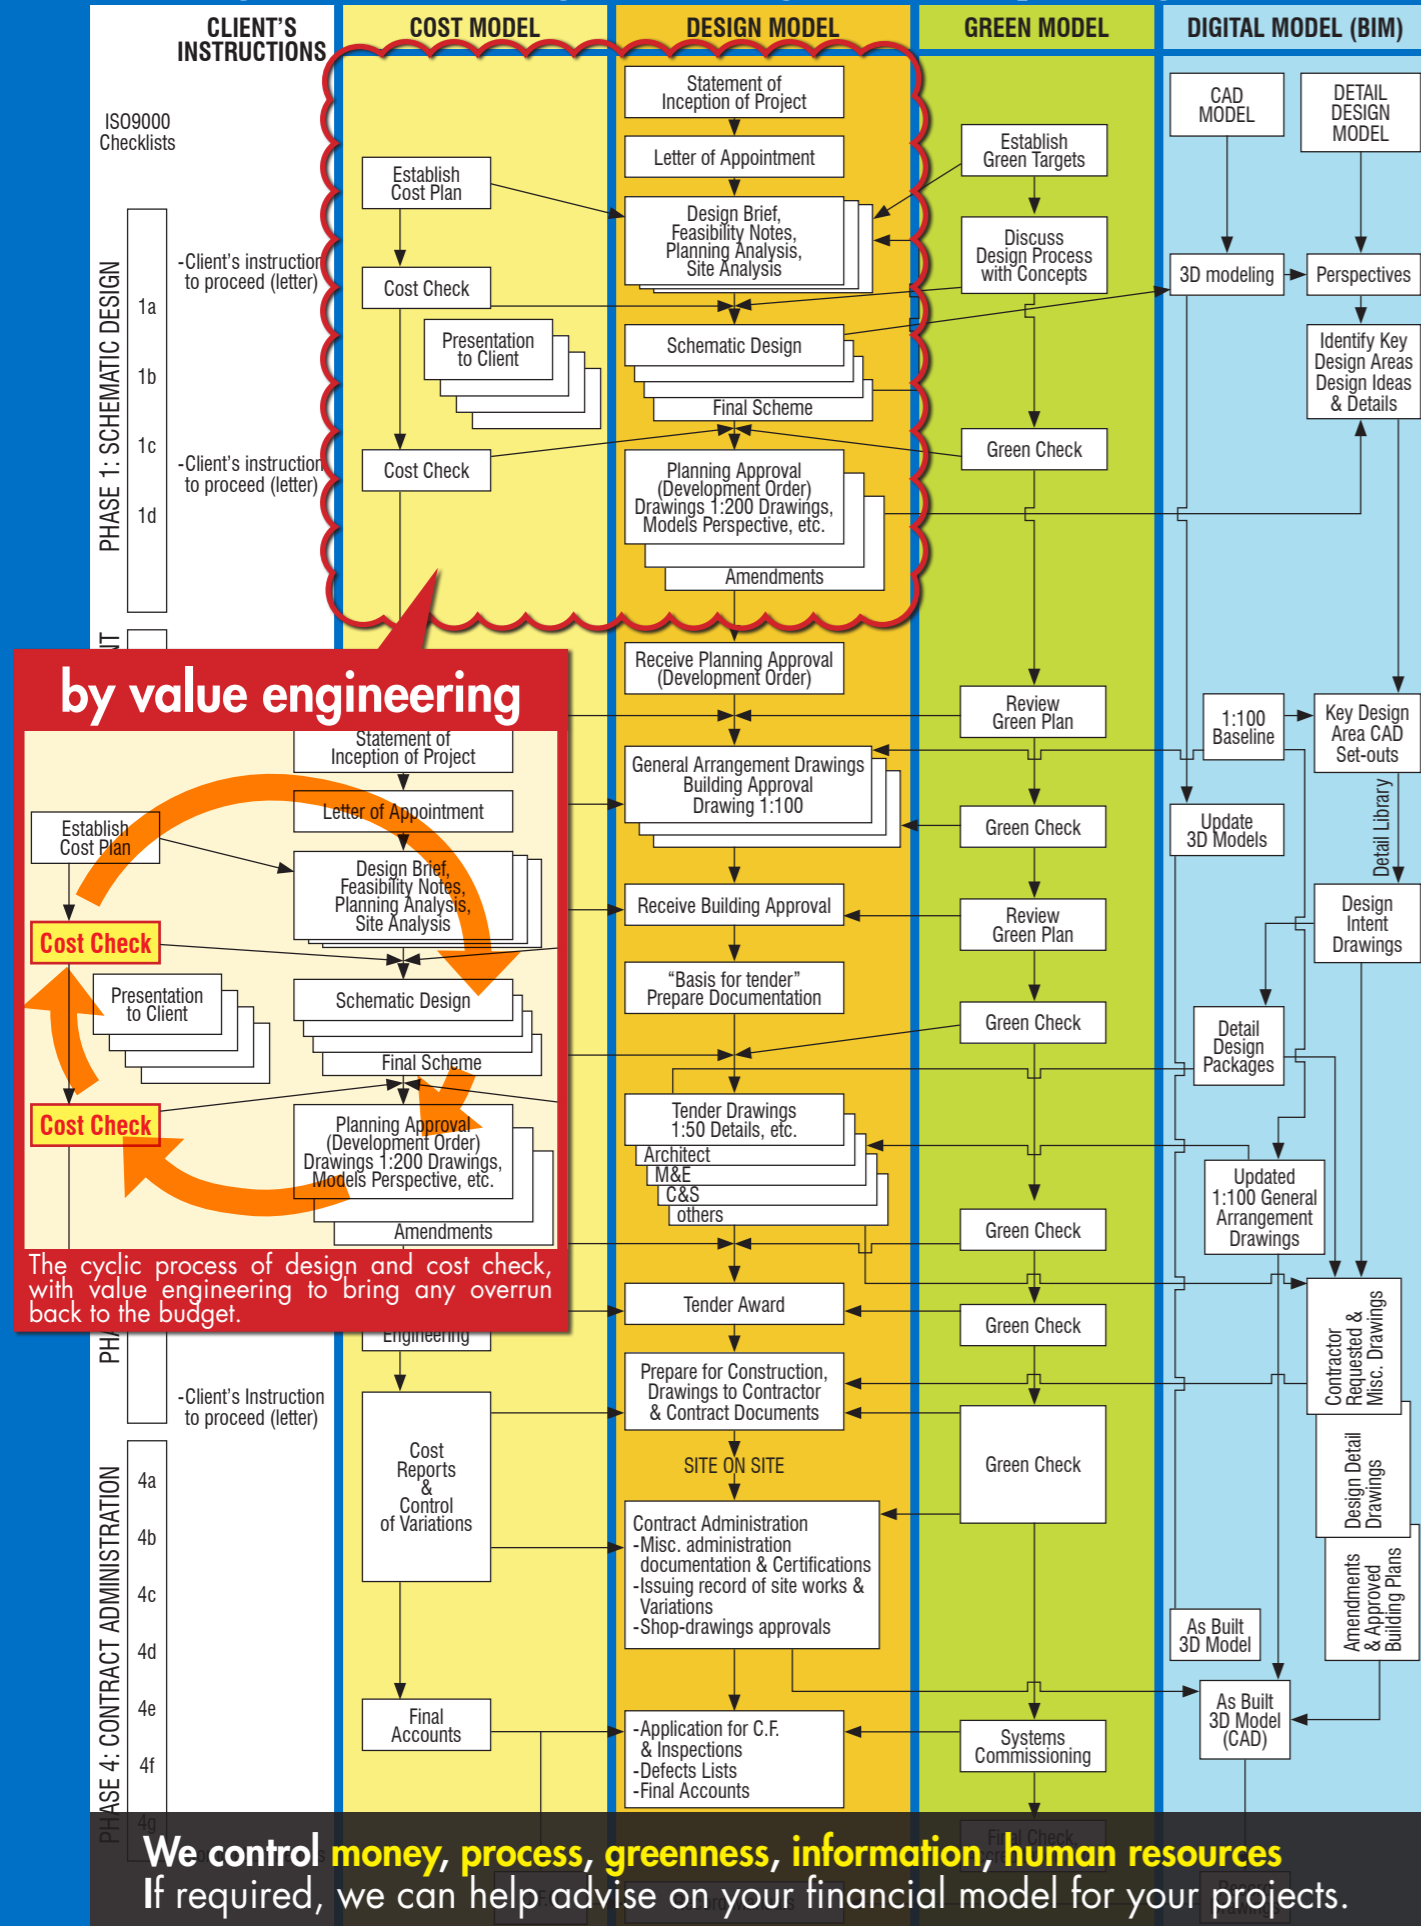 CLIENT'S
INSTRUCTIONS
COST MODEL
DESIGN MODEL
GREEN MODEL
DIGITAL MODEL (BIM)
ISO9000
Checklists
PHASE 1: SCHEMATIC DESIGN
1a
1b
1c
1d
-Client's instruction
to proceed (letter)
-Client's instruction
to proceed (letter)
Establish
Cost Plan
Cost Check
Presentation
to Client
Cost Check
Statement of
Inception of Project
Letter of Appointment
Design Brief,
Feasibility Notes,
Planning Analysis,
Site Analysis
Schematic Design
Final Scheme
Planning Approval
(Development Order)
Drawings 1:200 Drawings,
Models Perspective, etc.
Amendments
Establish
Green Targets
Discuss
Design Process
with Concepts
Green Check
CAD
MODEL
DETAIL
DESIGN
MODEL
3D modeling
Perspectives
Identify Key
Design Areas
Design Ideas
& Details
NT
by value engineering
Statement of
Inception of Project
Letter of Appointment
Establish
Cost Plan
Design Brief,
Feasibility Notes,
Planning Analysis,
Site Analysis
Cost Check
Presentation
to Client
Schematic Design
Final Scheme
Cost Check
Planning Approval
(Development Order)
Drawings 1:200 Drawings,
Models Perspective, etc.
Amendments
The cyclic process of design and cost check,
with value engineering to bring any overrun
back to the budget.
Receive Planning Approval
(Development Order)
General Arrangement Drawings
Building Approval
Drawing 1:100
Receive Building Approval
“Basis for tender”
Prepare Documentation
Tender Drawings
1:50 Details, etc.
Architect
M&E
C&S
others
Tender Award
Prepare for Construction,
Drawings to Contractor
& Contract Documents
SITE ON SITE
Contract Administration
-Misc. administration
documentation & Certifications
-Issuing record of site works &
Variations
-Shop-drawings approvals
-Application for C.F.
& Inspections
-Defects Lists
-Final Accounts
Review
Green Plan
Green Check
Review
Green Plan
Green Check
Green Check
Green Check
Green Check
Systems
Commissioning
Final Check,
1:100
Baseline
Key Design
Area CAD
Set-outs
Detail Library
Update
3D Models
Design
Intent
Drawings
Detail
Design
Packages
Updated
1:100 General
Arrangement
Drawings
Contractor
Requested &
Misc. Drawings
Design Detail
Drawings
Amendments
& Approved
Building Plans
As Built
3D Model
As Built
3D Model
(CAD)
PHA
Engineering
-Client's Instruction
to proceed (letter)
Cost
Reports
&
Control
of Variations
Final
Accounts
PHASE 4: CONTRACT ADMINISTRATION
4a
4b
4c
4d
4e
4f
4g
We control money, process, greenness, information, human resources
If required, we can help advise on your financial model for your projects.